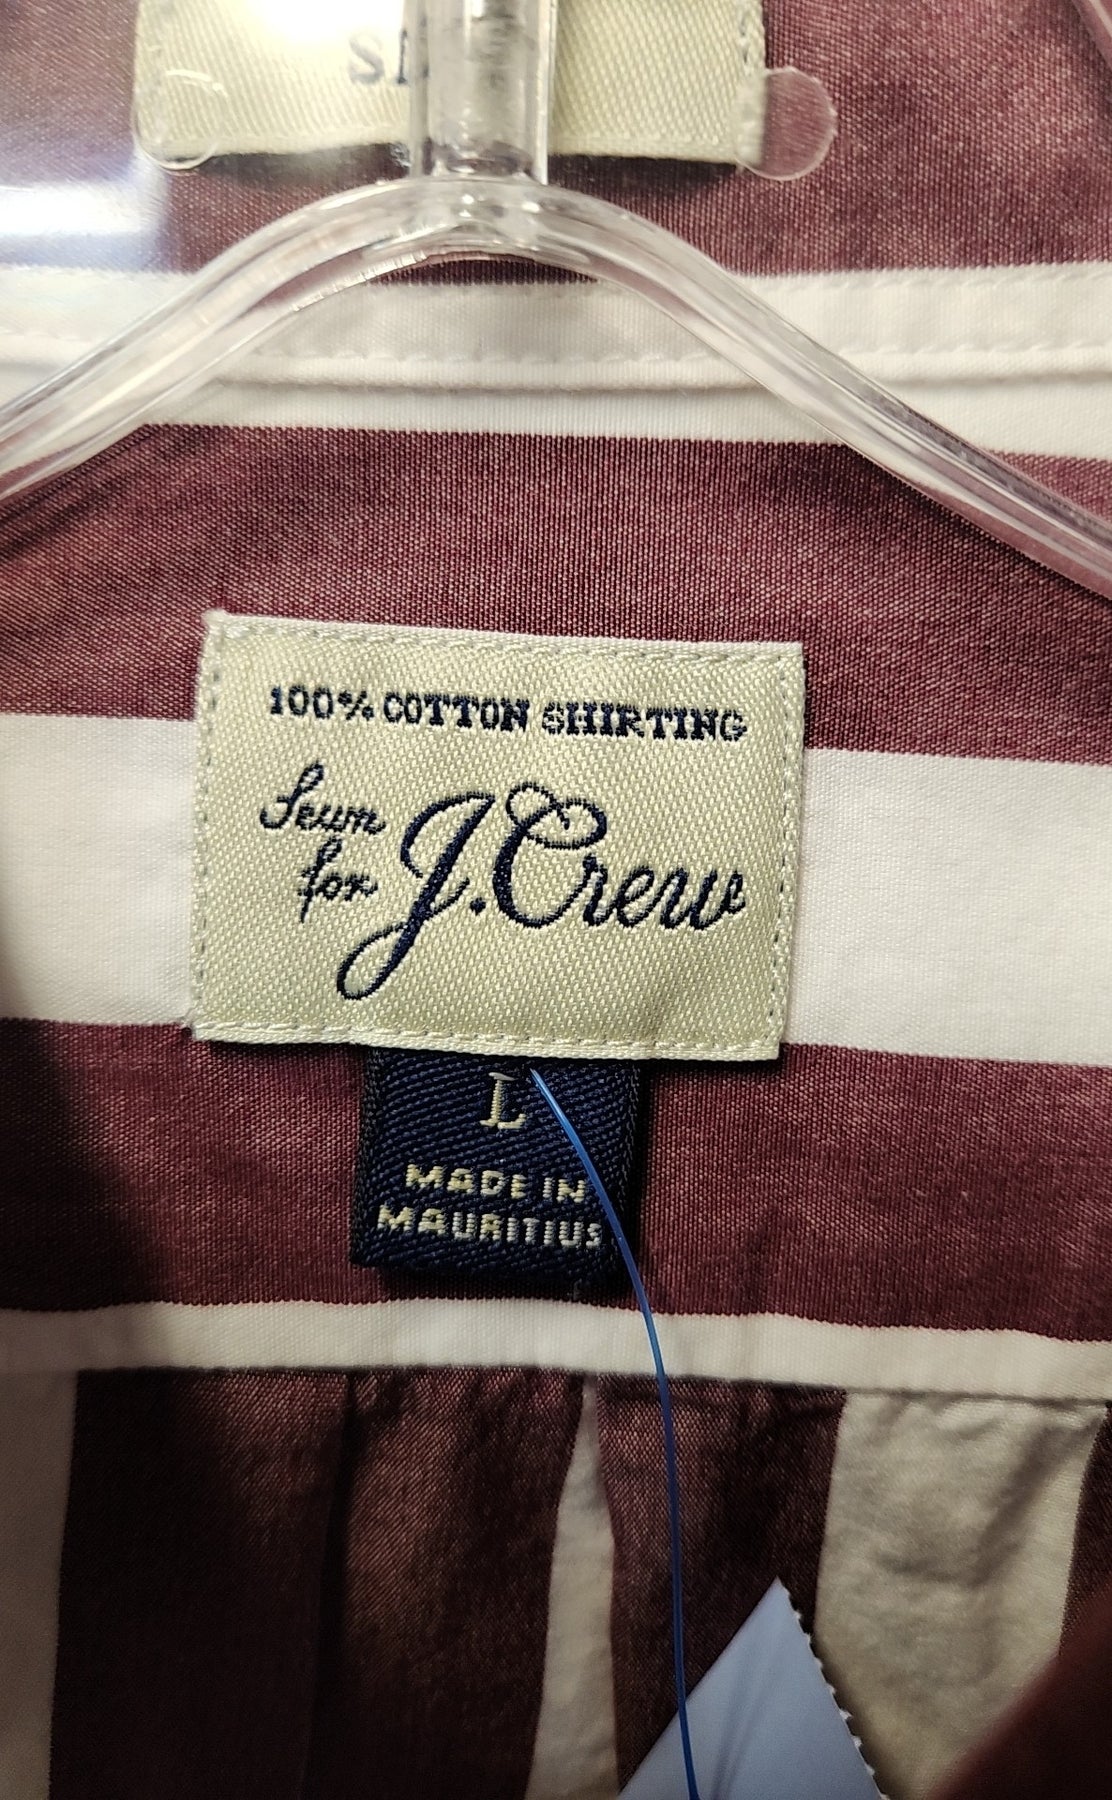 100% COTTON SHIRTING
Sewn
for J.Crew
L
MADE IN
MAURITIUS